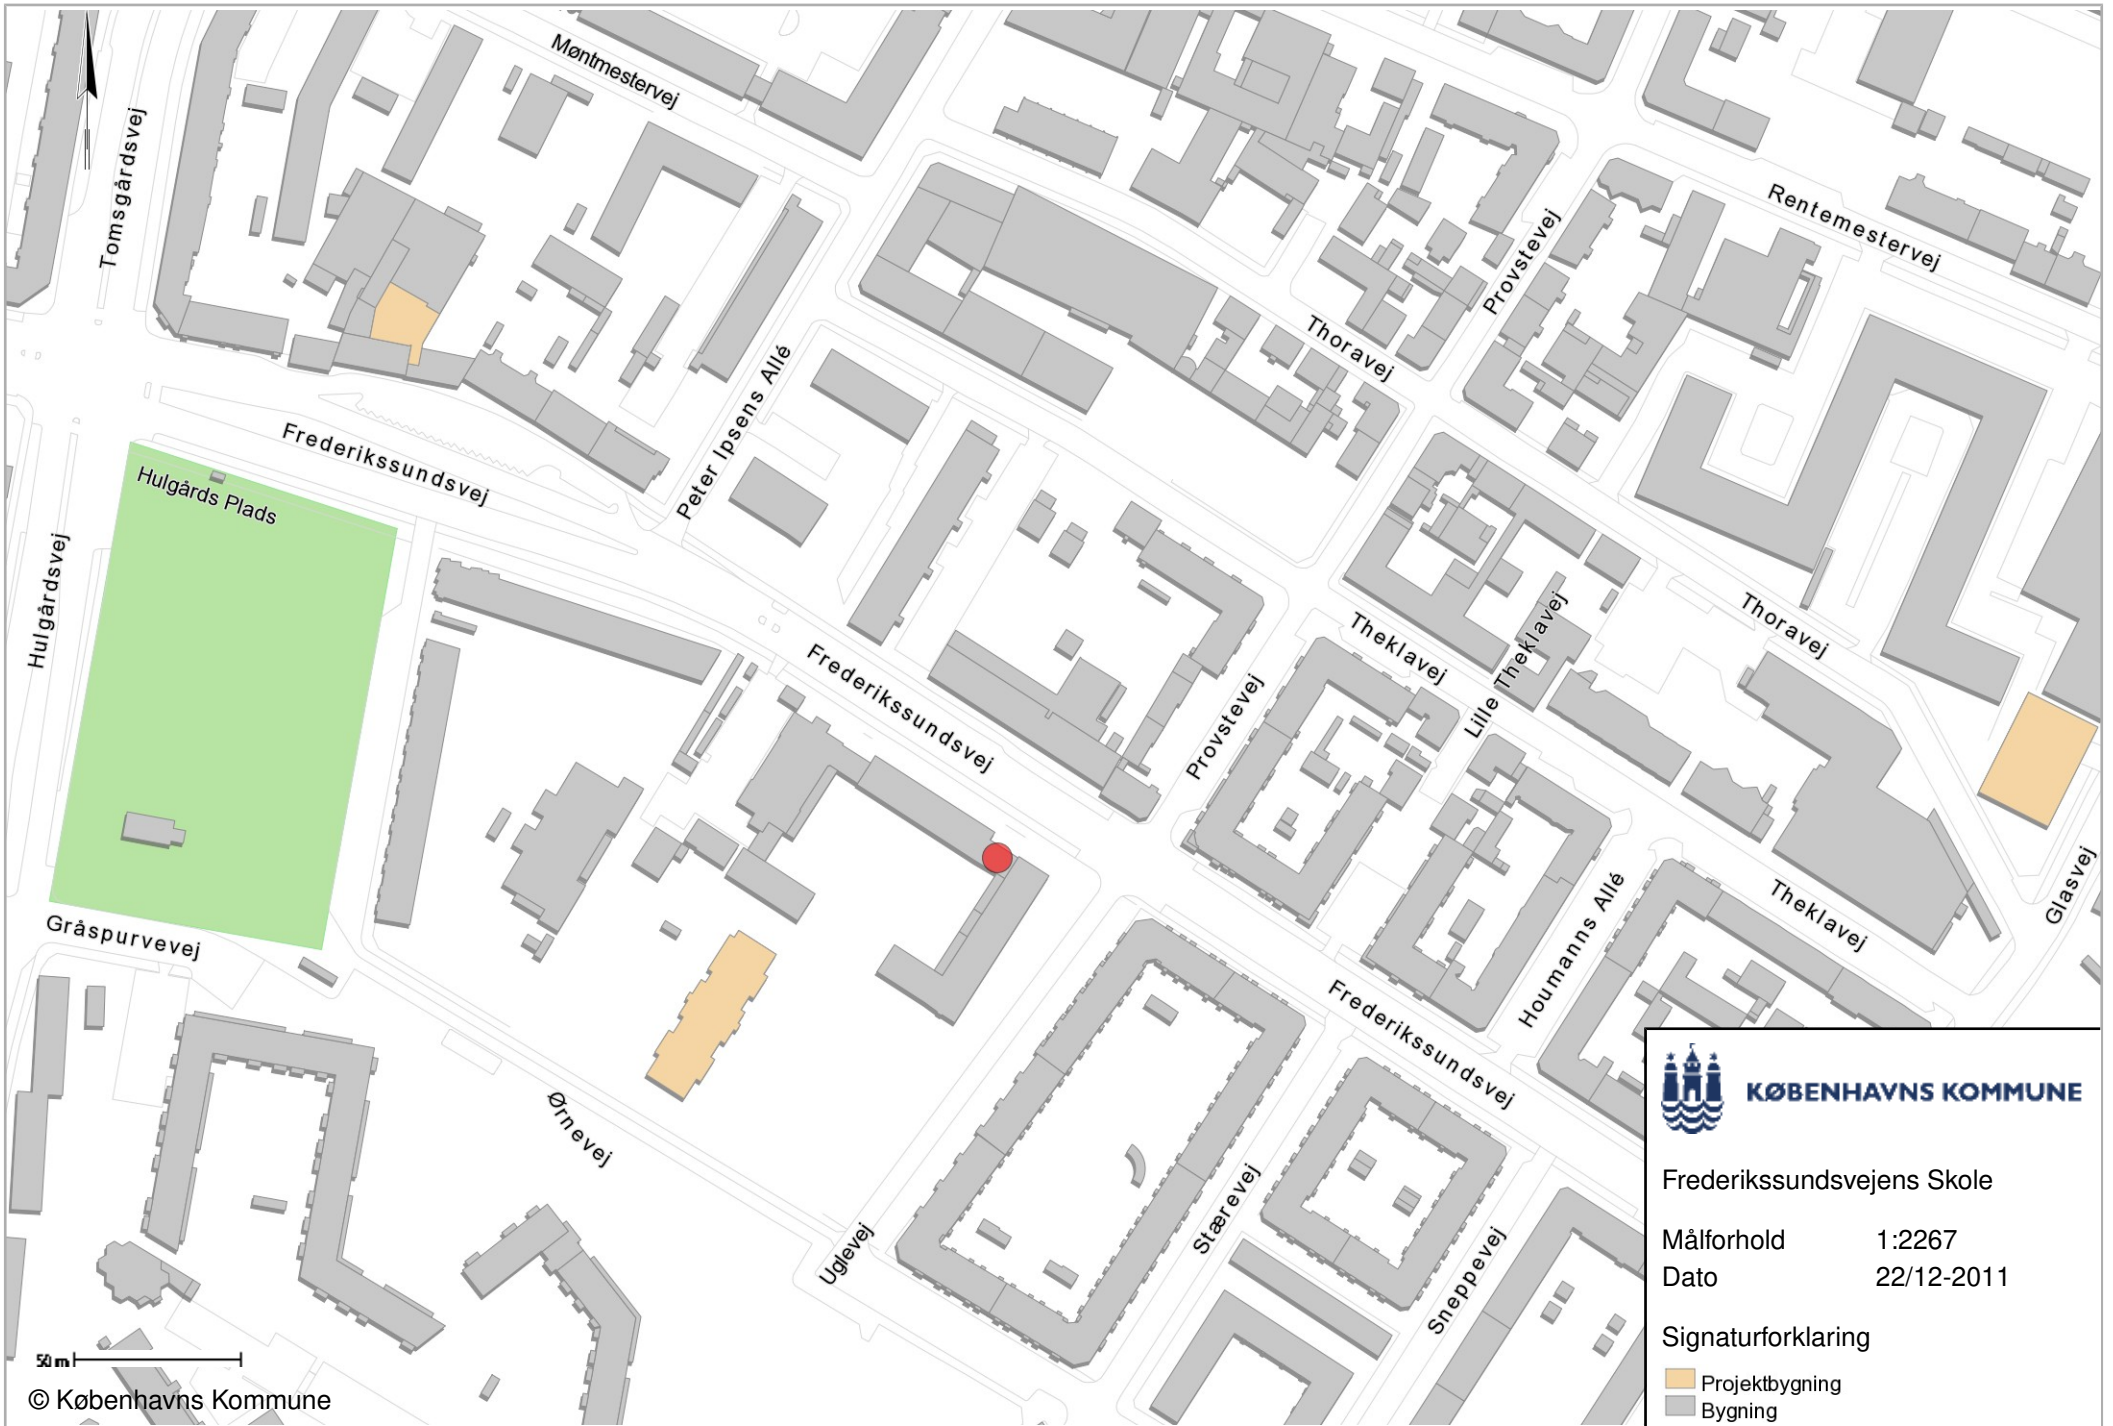 Møntmestervej
Tomsgårdsvej
Rentemestervej
Provstevej
Thoravej
Peter Ipsens Allé
Frederikssundsvej
Hulgårds Plads
Hulgårdsvej
Thoravej
Theklavej
Lille Theklavej
Frederikssundsvej
Provstevej
Glasvej
Theklavej
Houmanns Allé
Gråspurvevej
Frederikssundsvej
Ørnevej
Stærevej
Uglevej
Sneppevej
KØBENHAVNS KOMMUNE
Frederikssundsvejens Skole
Målforhold 1:2267
Dato 22/12-2011
Signaturforklaring
Projektbygning
Bygning
© Københavns Kommune